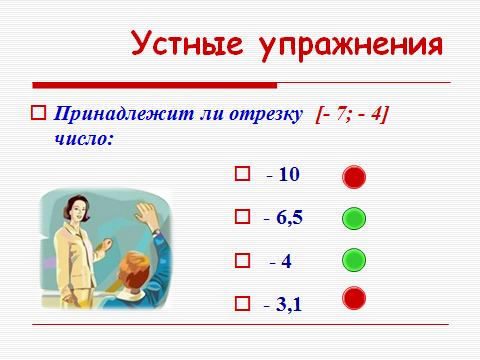 Устные упражнения
Принадлежит ли отрезку [- 7; - 4]
число:
- 10
- 6,5
- 4
- 3,1